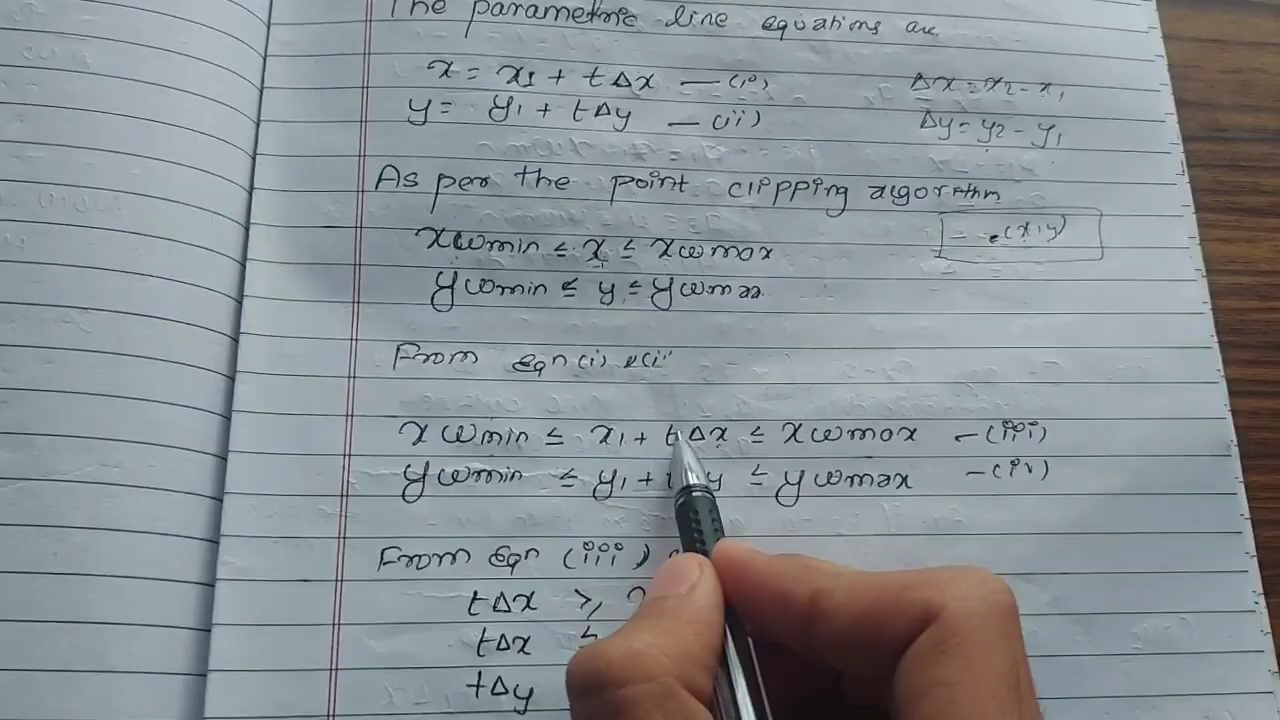 The parametric line equations are
x = x1 + tΔx — (i) Δx = x2 - x1
y = y1 + tΔy — (ii) Δy = y2 - y1
As per the point clipping algorithm
xwmin ≤ x ≤ xwmax (x, y)
ywmin ≤ y ≤ ywmax
From eqn (i) & (ii
xwmin ≤ x1 + tΔx ≤ xwmax — (iii)
ywmin ≤ y1 + t y ≤ ywmax — (iv)
From eqn (iii)
tΔx ≥
tΔx ≤
tΔy